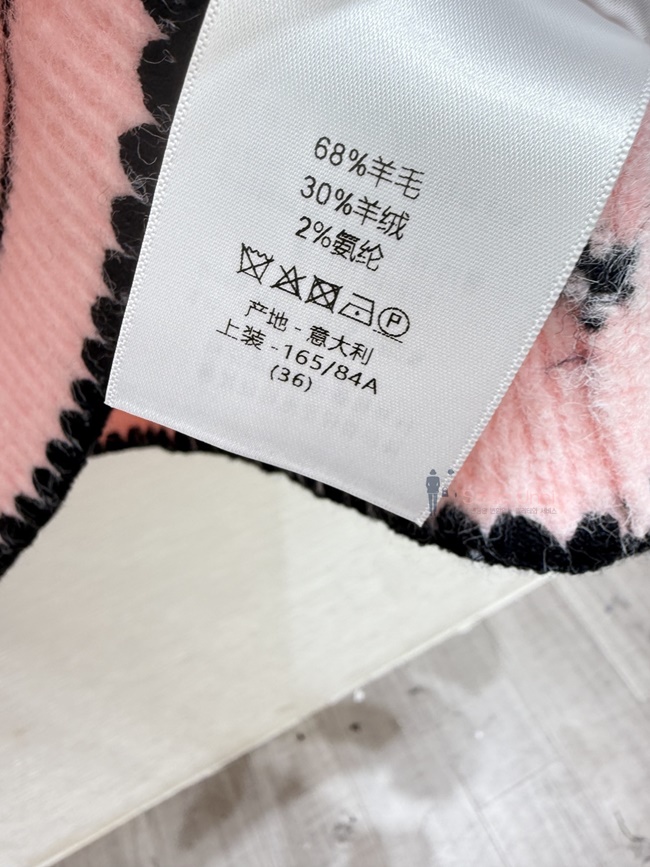 68%羊毛
30%羊绒
2%氨纶
P
产地 - 意大利
上装 -165/84A
(36)